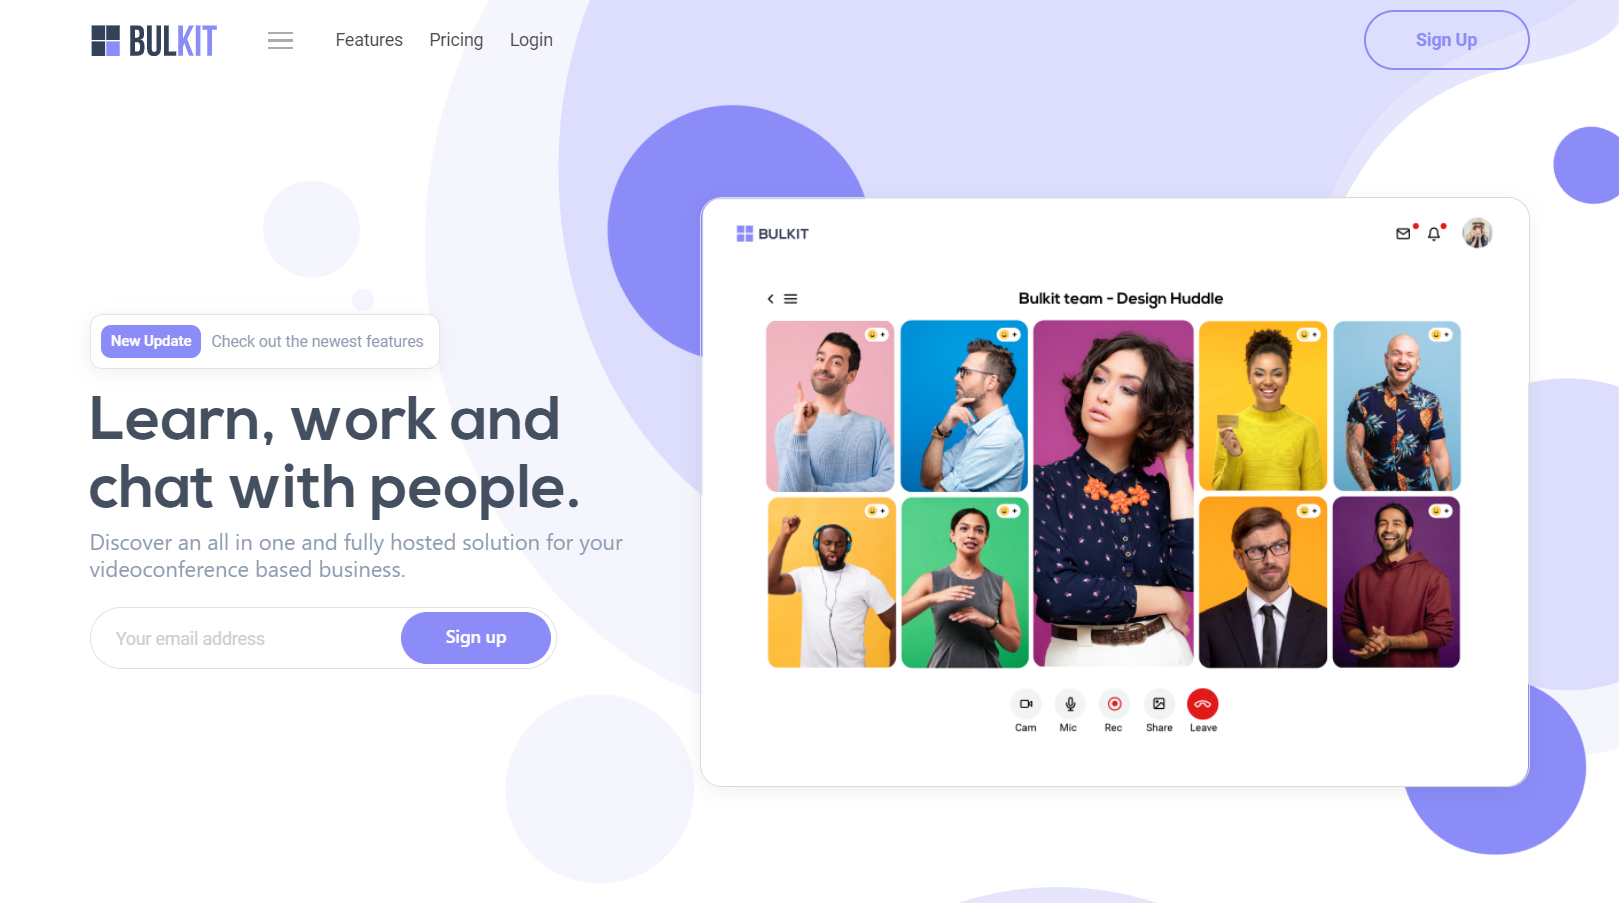 BULKIT
Features Pricing Login
Sign Up
New Update Check out the newest features
Learn, work and
chat with people.
Discover an all in one and fully hosted solution for your
videoconference based business.
Your email address
Sign up
BULKIT
Bulkit team - Design Huddle
Cam Mic Rec Share Leave